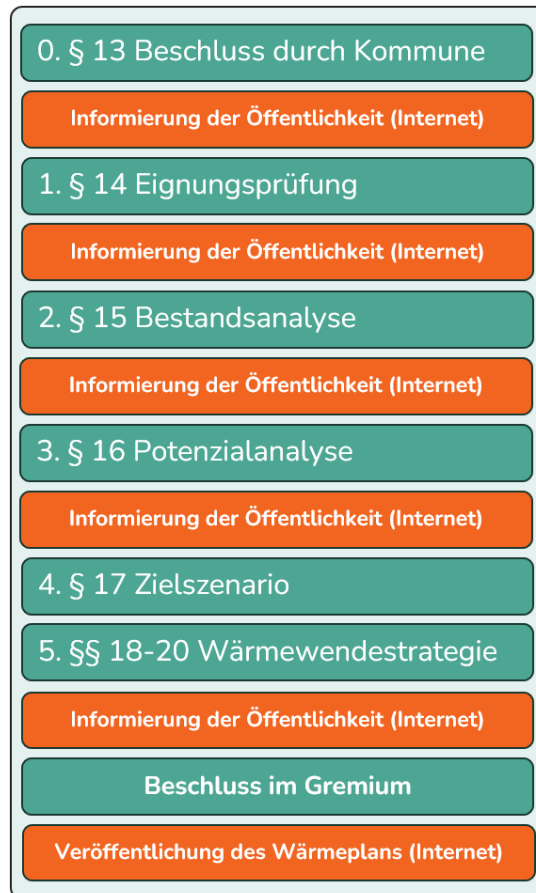 0. § 13 Beschluss durch Kommune
Informierung der Öffentlichkeit (Internet)
1. § 14 Eignungsprüfung
Informierung der Öffentlichkeit (Internet)
2. § 15 Bestandsanalyse
Informierung der Öffentlichkeit (Internet)
3. § 16 Potenzialanalyse
Informierung der Öffentlichkeit (Internet)
4. § 17 Zielszenario
5. §§ 18-20 Wärmewendestrategie
Informierung der Öffentlichkeit (Internet)
Beschluss im Gremium
Veröffentlichung des Wärmeplans (Internet)